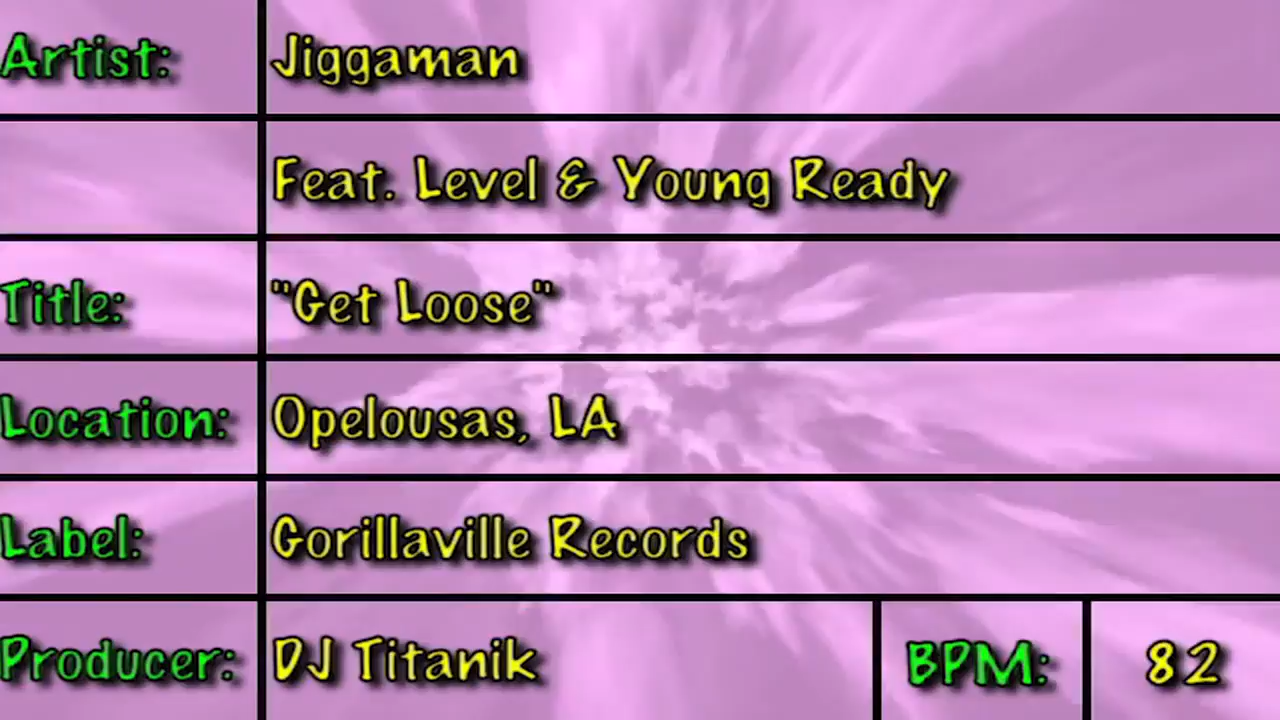 Artist: Jiggaman
Feat. Level & Young Ready
Title: "Get Loose"
Location: Opelousas, LA
Label: Gorillaville Records
Producer: DJ Titanik BPM: 82